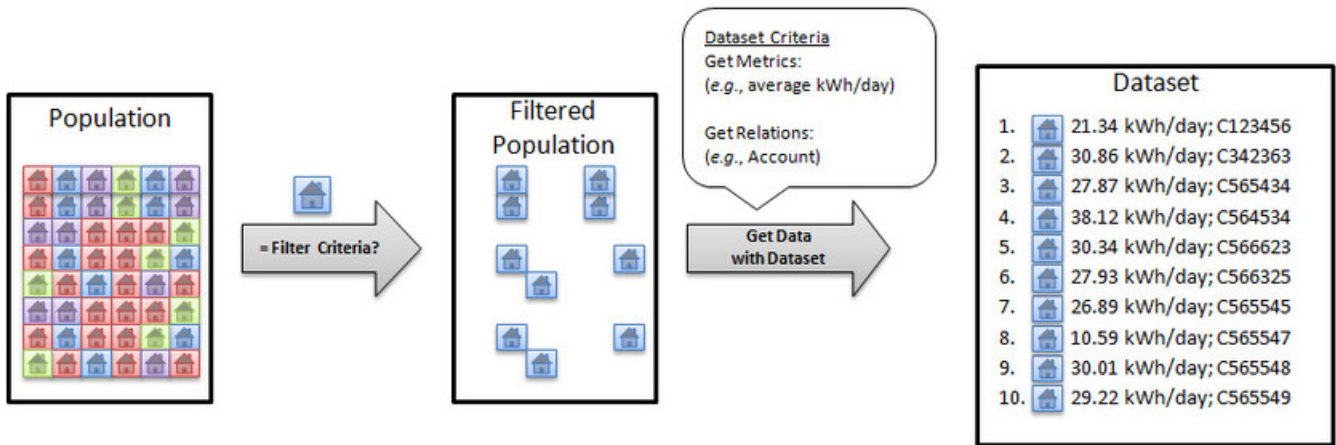 Population
= Filter Criteria?
Filtered
Population
Dataset Criteria
Get Metrics:
(e.g., average kWh/day)
Get Relations:
(e.g., Account)
Get Data
with Dataset
Dataset
1. 21.34 kWh/day; C123456
2. 30.86 kWh/day; C342363
3. 27.87 kWh/day; C565434
4. 38.12 kWh/day; C564534
5. 30.34 kWh/day; C566623
6. 27.93 kWh/day; C566325
7. 26.89 kWh/day; C565545
8. 10.59 kWh/day; C565547
9. 30.01 kWh/day; C565548
10. 29.22 kWh/day; C565549